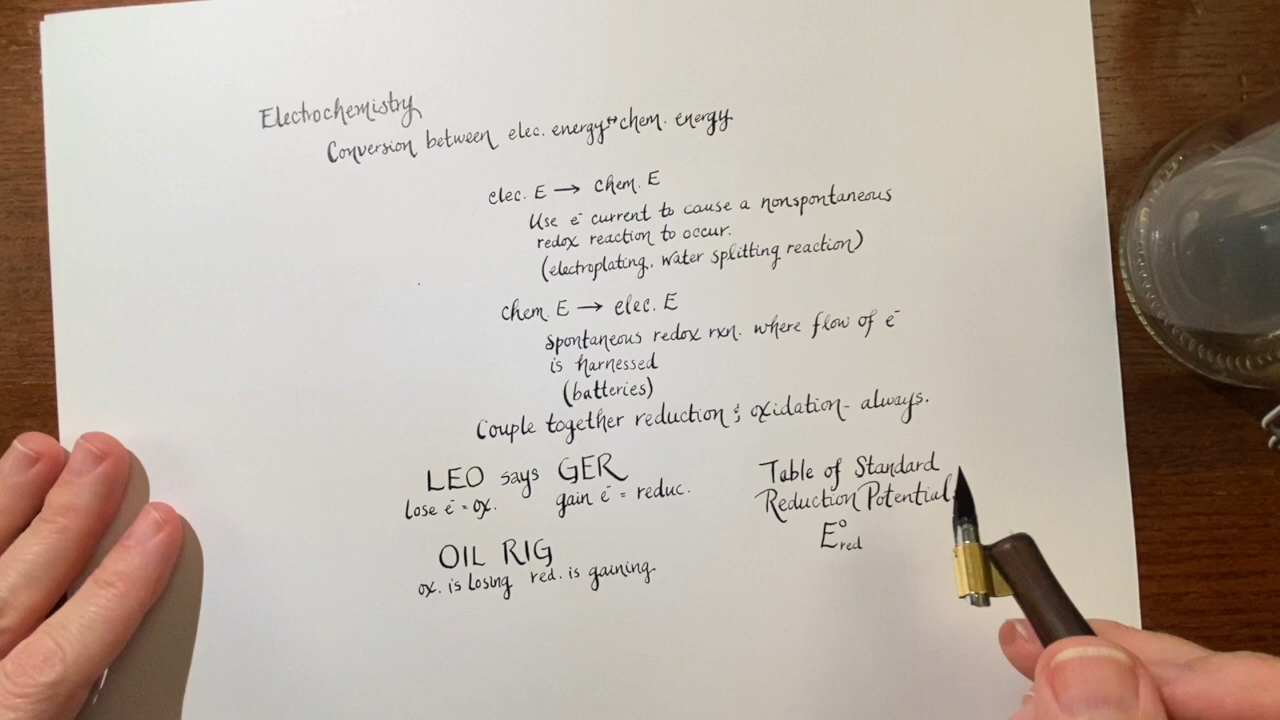 Electrochemistry
Conversion between elec. energy↔chem. energy
elec. E → chem. E
Use e⁻ current to cause a nonspontaneous
redox reaction to occur.
(electroplating, water splitting reaction)
chem. E → elec. E
spontaneous redox rxn. where flow of e⁻
is harnessed
(batteries)
Couple together reduction & oxidation - always.
LEO says GER
lose e⁻ = ox. gain e⁻ = reduc.
OIL RIG
ox. is losing red. is gaining
Table of Standard
Reduction Potential
E°red